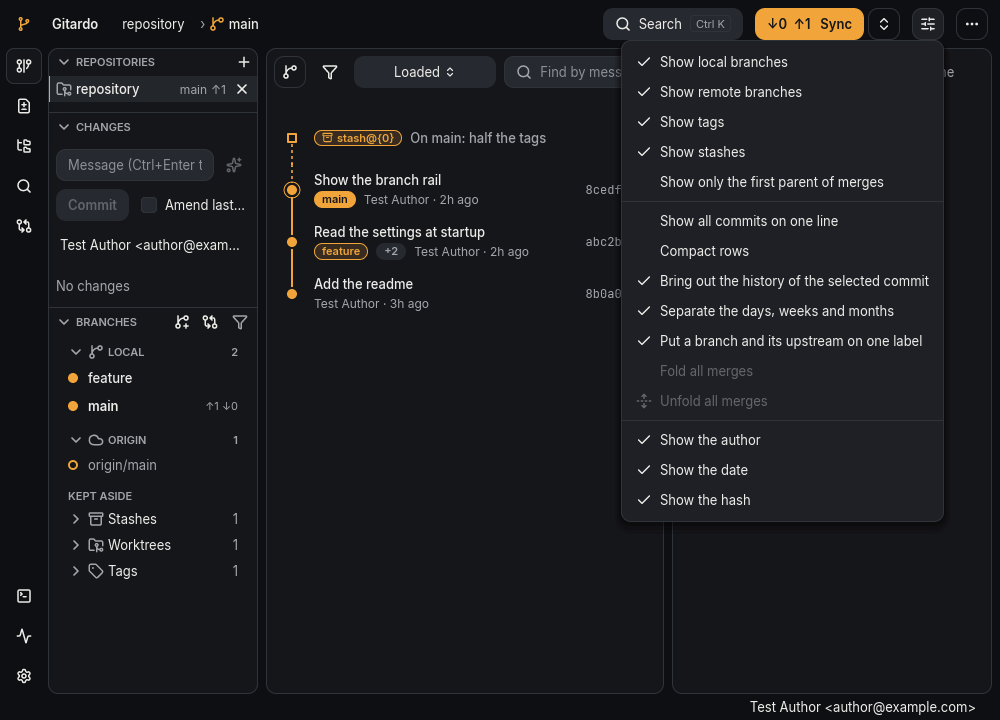 Gitardo
repository
main
Search Ctrl K
↓0 ↑1 Sync
REPOSITORIES
repository main ↑1
CHANGES
Message (Ctrl+Enter t
Commit
Amend last...
Test Author <author@exam...
No changes
BRANCHES
LOCAL 2
feature
main ↑1 ↓0
ORIGIN 1
origin/main
KEPT ASIDE
Stashes 1
Worktrees 1
Tags 1
Loaded
Find by mess
stash@{0} On main: half the tags
Show the branch rail
main Test Author · 2h ago
8cedf
Read the settings at startup
feature +2 Test Author · 2h ago
abc2b
Add the readme
Test Author · 3h ago
8b0a0
Show local branches
Show remote branches
Show tags
Show stashes
Show only the first parent of merges
Show all commits on one line
Compact rows
Bring out the history of the selected commit
Separate the days, weeks and months
Put a branch and its upstream on one label
Fold all merges
Unfold all merges
Show the author
Show the date
Show the hash
Test Author <author@example.com>